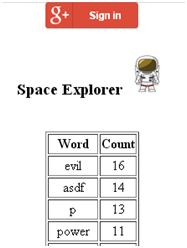 g+ Sign in
Space Explorer
Word Count
evil 16
asdf 14
p 13
power 11